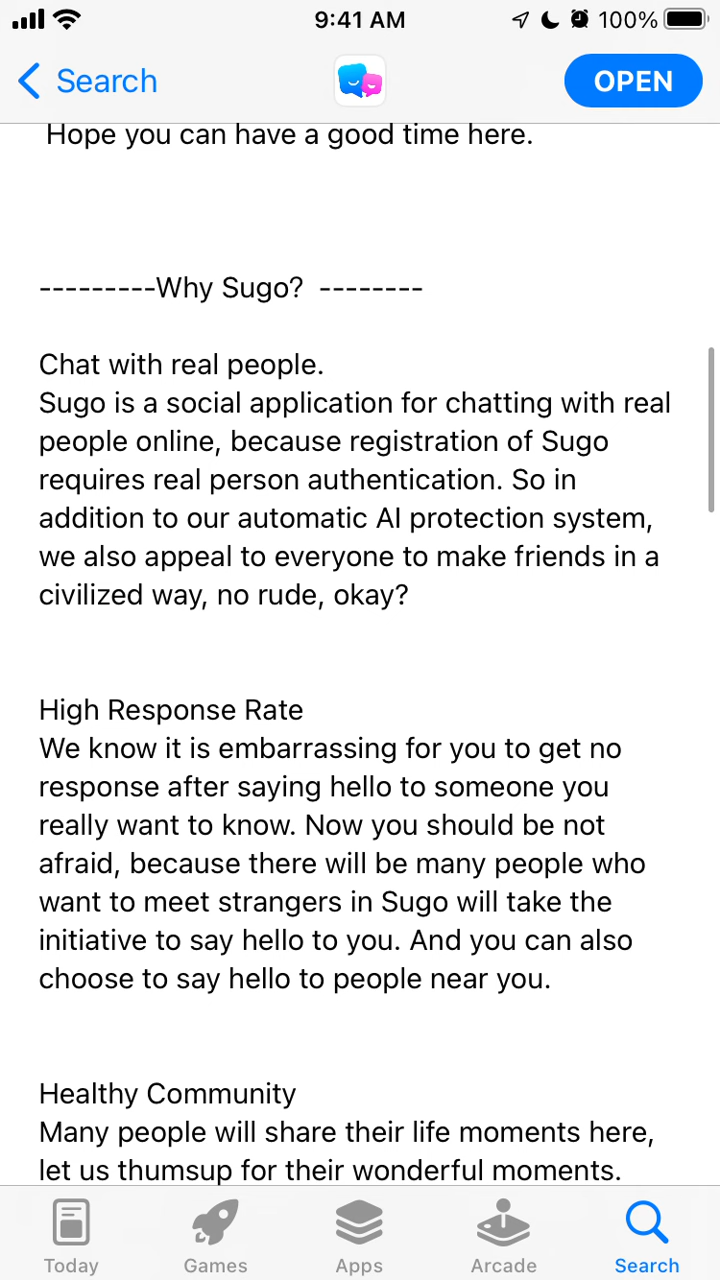 9:41 AM 100%
Search OPEN
Hope you can have a good time here.
---------Why Sugo? --------
Chat with real people.
Sugo is a social application for chatting with real
people online, because registration of Sugo
requires real person authentication. So in
addition to our automatic AI protection system,
we also appeal to everyone to make friends in a
civilized way, no rude, okay?
High Response Rate
We know it is embarrassing for you to get no
response after saying hello to someone you
really want to know. Now you should be not
afraid, because there will be many people who
want to meet strangers in Sugo will take the
initiative to say hello to you. And you can also
choose to say hello to people near you.
Healthy Community
Many people will share their life moments here,
let us thumsup for their wonderful moments.
Today Games Apps Arcade Search